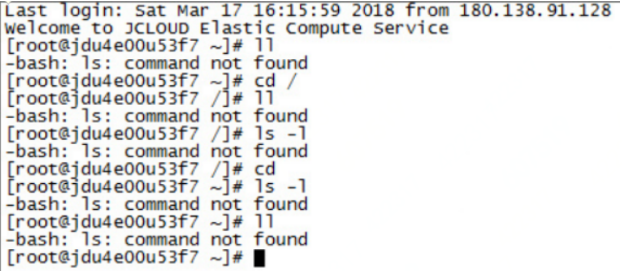 Last login: Sat Mar 17 16:15:59 2018 from 180.138.91.128
Welcome to JCLOUD Elastic Compute Service
[root@jdu4e00u53f7 ~]# ll
-bash: ls: command not found
[root@jdu4e00u53f7 ~]# cd /
[root@jdu4e00u53f7 /]# ll
-bash: ls: command not found
[root@jdu4e00u53f7 /]# ls -l
-bash: ls: command not found
[root@jdu4e00u53f7 /]# cd
[root@jdu4e00u53f7 ~]# ls -l
-bash: ls: command not found
[root@jdu4e00u53f7 ~]# ll
-bash: ls: command not found
[root@jdu4e00u53f7 ~]#